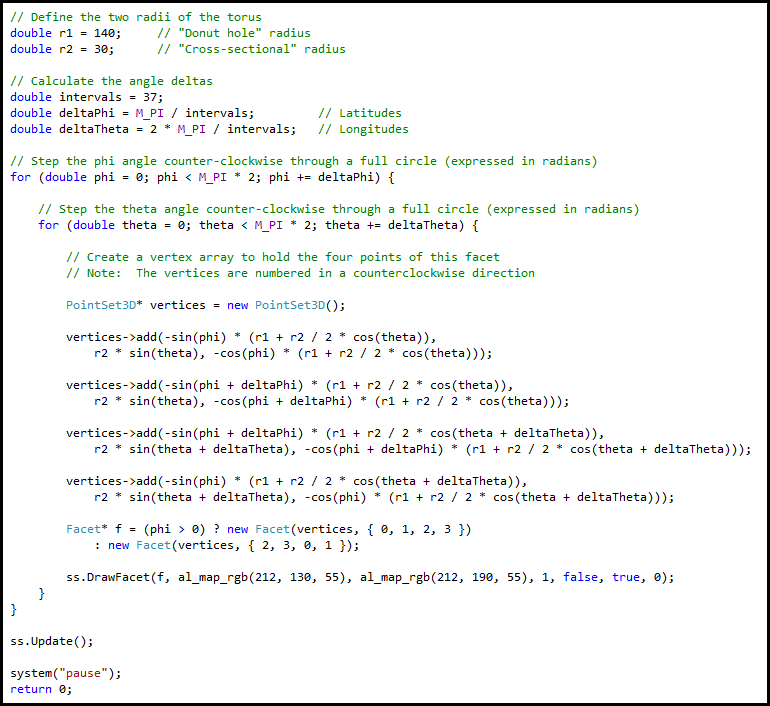 // Define the two radii of the torus
double r1 = 140;     // "Donut hole" radius
double r2 = 30;      // "Cross-sectional" radius

// Calculate the angle deltas
double intervals = 37;
double deltaPhi = M_PI / intervals;         // Latitudes
double deltaTheta = 2 * M_PI / intervals;   // Longitudes

// Step the phi angle counter-clockwise through a full circle (expressed in radians)
for (double phi = 0; phi < M_PI * 2; phi += deltaPhi) {

    // Step the theta angle counter-clockwise through a full circle (expressed in radians)
    for (double theta = 0; theta < M_PI * 2; theta += deltaTheta) {

        // Create a vertex array to hold the four points of this facet
        // Note:  The vertices are numbered in a counterclockwise direction

        PointSet3D* vertices = new PointSet3D();

        vertices->add(-sin(phi) * (r1 + r2 / 2 * cos(theta)),
            r2 * sin(theta), -cos(phi) * (r1 + r2 / 2 * cos(theta)));

        vertices->add(-sin(phi + deltaPhi) * (r1 + r2 / 2 * cos(theta)),
            r2 * sin(theta), -cos(phi + deltaPhi) * (r1 + r2 / 2 * cos(theta)));

        vertices->add(-sin(phi + deltaPhi) * (r1 + r2 / 2 * cos(theta + deltaTheta)),
            r2 * sin(theta + deltaTheta), -cos(phi + deltaPhi) * (r1 + r2 / 2 * cos(theta + deltaTheta)));

        vertices->add(-sin(phi) * (r1 + r2 / 2 * cos(theta + deltaTheta)),
            r2 * sin(theta + deltaTheta), -cos(phi) * (r1 + r2 / 2 * cos(theta + deltaTheta)));

        Facet* f = (phi > 0) ? new Facet(vertices, { 0, 1, 2, 3 })
            : new Facet(vertices, { 2, 3, 0, 1 });

        ss.DrawFacet(f, al_map_rgb(212, 130, 55), al_map_rgb(212, 190, 55), 1, false, true, 0);
    }
}

ss.Update();

system("pause");
return 0;